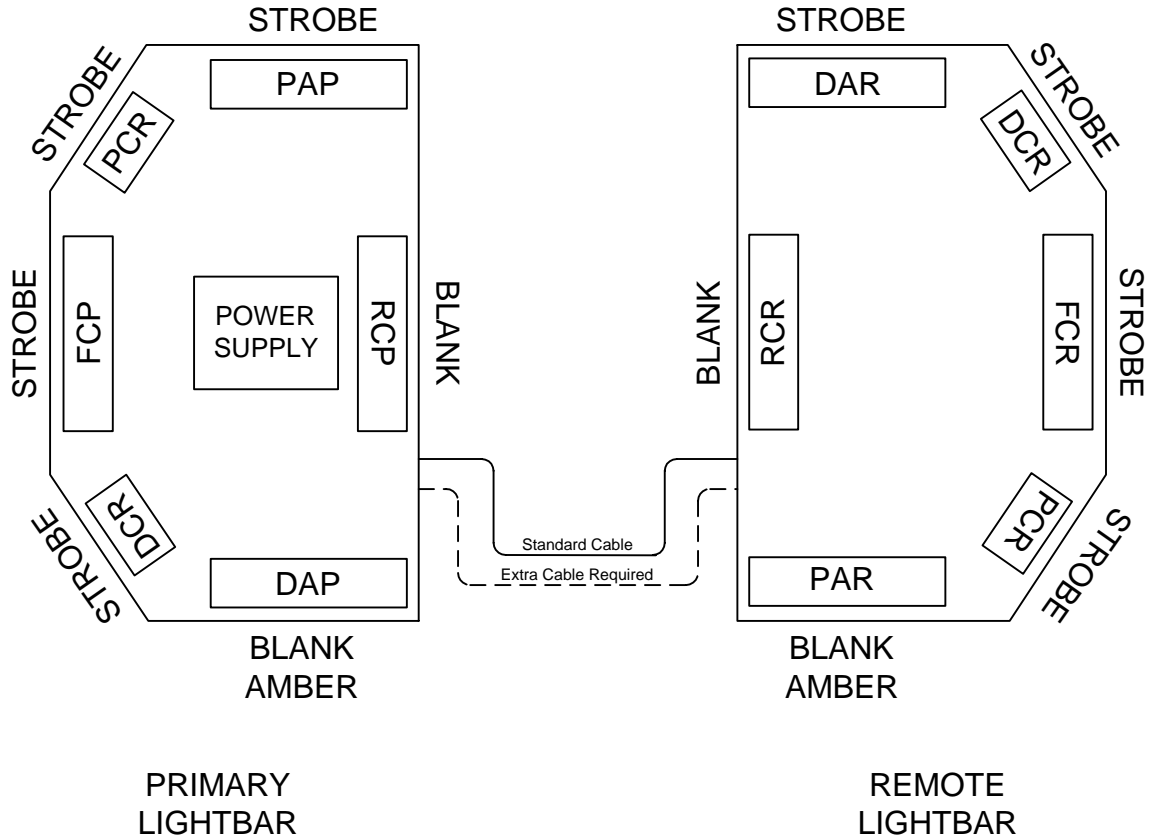 STROBE
STROBE
PAP
DAR
STROBE
STROBE
PCR
DCR
STROBE
FCP
POWER
SUPPLY
RCP
BLANK
BLANK
RCR
FCR
STROBE
DCR
STROBE
DAP
Standard Cable
Extra Cable Required
PAR
PCR
STROBE
BLANK
AMBER
BLANK
AMBER
PRIMARY
LIGHTBAR
REMOTE
LIGHTBAR